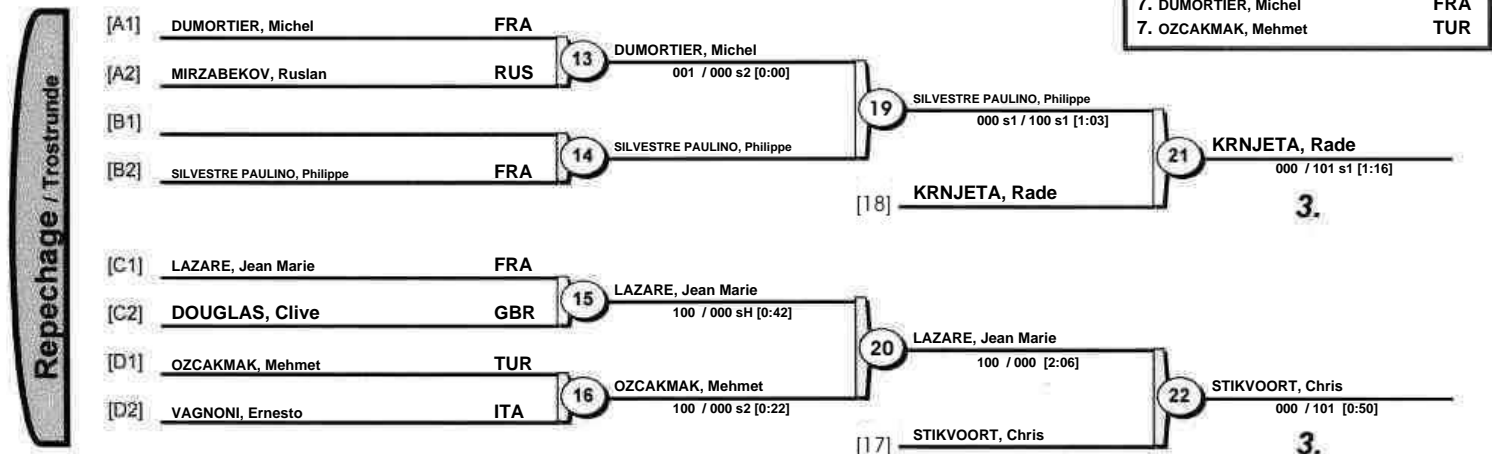 7. DUMORTIER, Michel FRA
7. OZCAKMAK, Mehmet TUR
Repechage / Trostrunde
[A1] DUMORTIER, Michel FRA
[A2] MIRZABEKOV, Ruslan RUS
13
DUMORTIER, Michel
001 / 000 s2 [0:00]
[B1]
[B2] SILVESTRE PAULINO, Philippe FRA
14
SILVESTRE PAULINO, Philippe
19
SILVESTRE PAULINO, Philippe
000 s1 / 100 s1 [1:03]
[18] KRNJETA, Rade
21
KRNJETA, Rade
000 / 101 s1 [1:16]
3.
[C1] LAZARE, Jean Marie FRA
[C2] DOUGLAS, Clive GBR
15
LAZARE, Jean Marie
100 / 000 sH [0:42]
[D1] OZCAKMAK, Mehmet TUR
[D2] VAGNONI, Ernesto ITA
16
OZCAKMAK, Mehmet
100 / 000 s2 [0:22]
20
LAZARE, Jean Marie
100 / 000 [2:06]
[17] STIKVOORT, Chris
22
STIKVOORT, Chris
000 / 101 [0:50]
3.